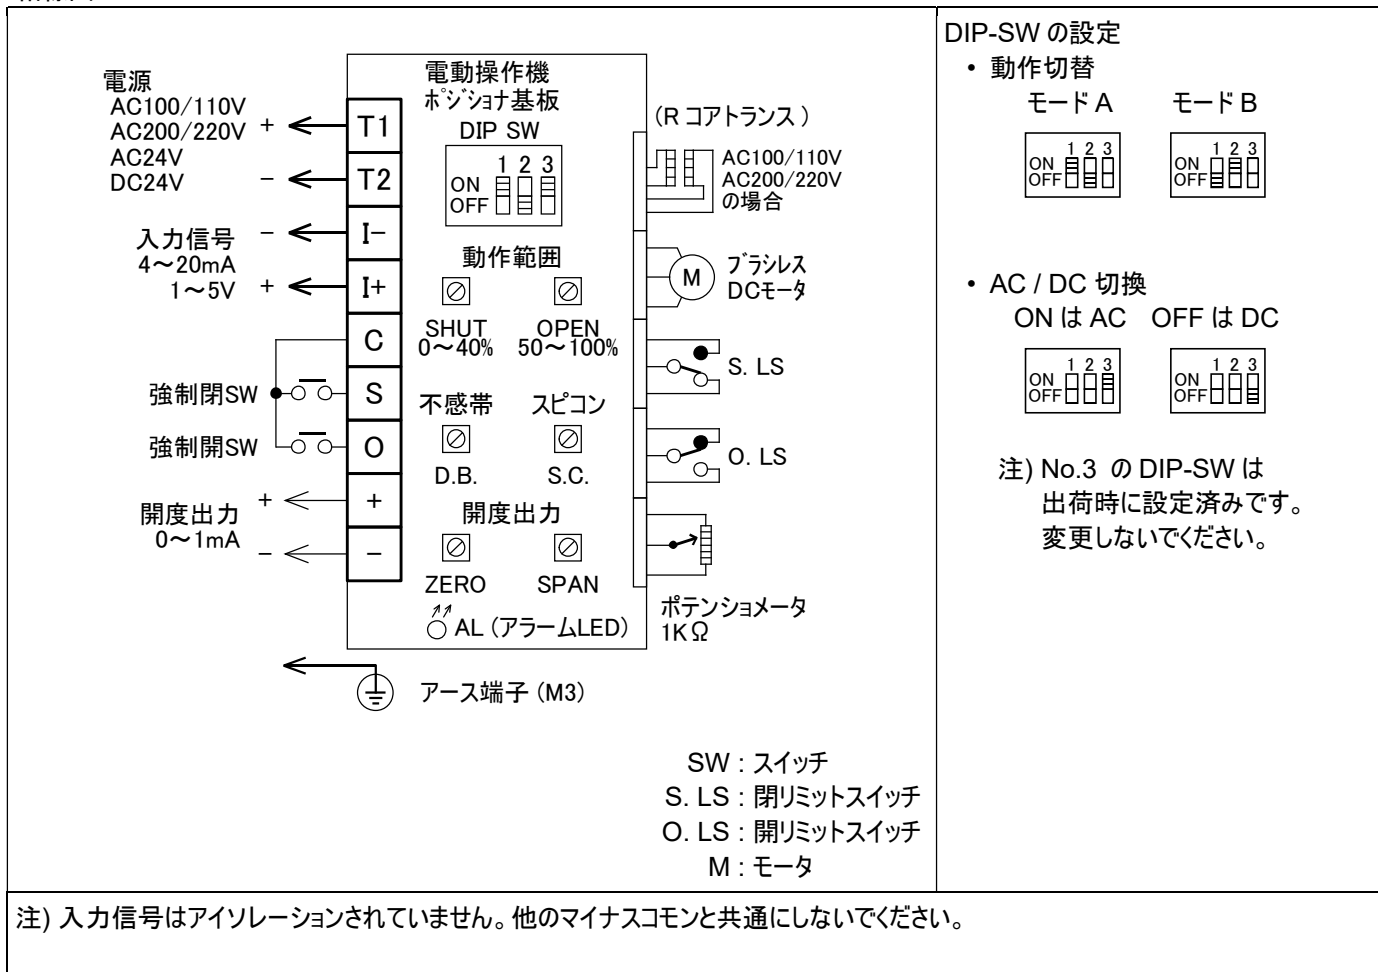 電源
AC100/110V
AC200/220V
AC24V
DC24V
+
−
入力信号
4～20mA
1～5V
−
+
強制閉SW
強制開SW
開度出力
0～1mA
+
−
T1
T2
I−
I+
C
S
O
+
−
電動操作機
ポジショナ基板
DIP SW
1 2 3
ON
OFF
動作範囲
SHUT
0～40%
OPEN
50～100%
不感帯
D.B.
スピコン
S.C.
開度出力
ZERO
SPAN
AL (アラームLED)
アース端子 (M3)
(R コアトランス)
AC100/110V
AC200/220V
の場合
M
ブラシレス
DCモータ
S. LS
O. LS
ポテンショメータ
1KΩ
SW : スイッチ
S. LS : 閉リミットスイッチ
O. LS : 開リミットスイッチ
M : モータ
DIP-SW の設定
・ 動作切替
モード A モード B
1 2 3
ON
OFF
1 2 3
ON
OFF
・ AC / DC 切換
ON は AC OFF は DC
1 2 3
ON
OFF
1 2 3
ON
OFF
注) No.3 の DIP-SW は
出荷時に設定済みです。
変更しないでください。
注) 入力信号はアイソレーションされていません。他のマイナスコモンと共通にしないでください。